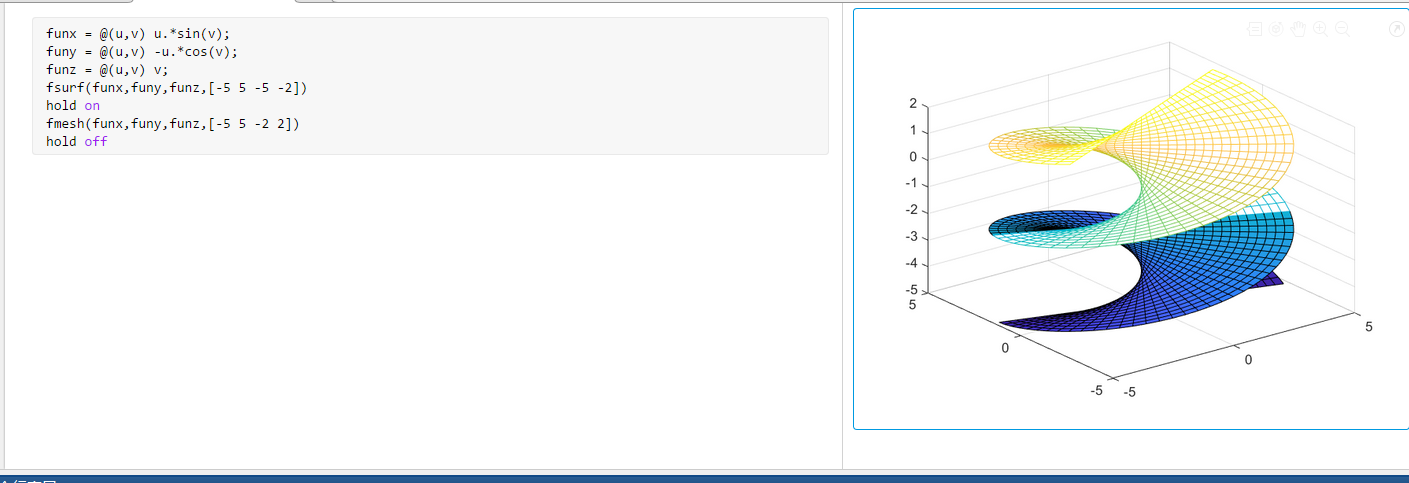 funx = @(u,v) u.*sin(v);
funy = @(u,v) -u.*cos(v);
funz = @(u,v) v;
fsurf(funx,funy,funz,[-5 5 -5 -2])
hold on
fmesh(funx,funy,funz,[-5 5 -2 2])
hold off
2
1
0
-1
-2
-3
-4
-5
5
0
-5
-5
0
5